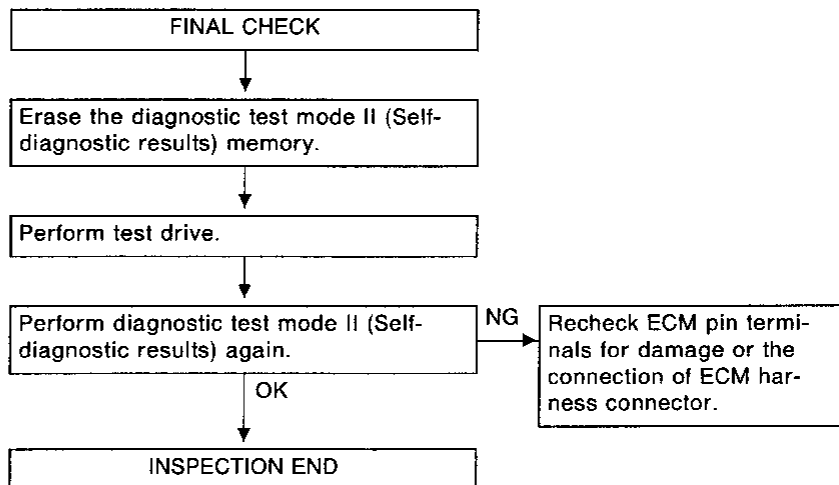 FINAL CHECK
Erase the diagnostic test mode II (Self-
diagnostic results) memory.
Perform test drive.
Perform diagnostic test mode II (Self-
diagnostic results) again.
NG
Recheck ECM pin termi-
nals for damage or the
connection of ECM har-
ness connector.
OK
INSPECTION END